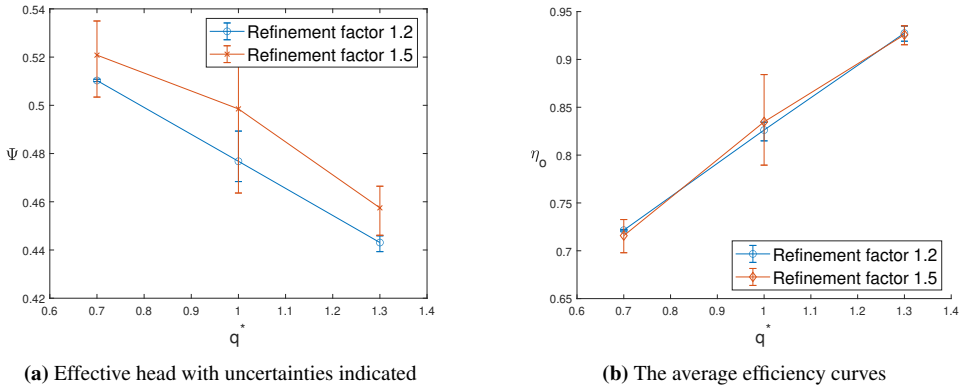 0.54
0.52
0.5
0.48
0.46
0.44
0.42
Ψ
Refinement factor 1.2
Refinement factor 1.5
0.6 0.7 0.8 0.9 1 1.1 1.2 1.3 1.4
q*
(a) Effective head with uncertainties indicated
0.95
0.9
0.85
0.8
0.75
0.7
0.65
ηo
Refinement factor 1.2
Refinement factor 1.5
0.6 0.7 0.8 0.9 1 1.1 1.2 1.3 1.4
q*
(b) The average efficiency curves